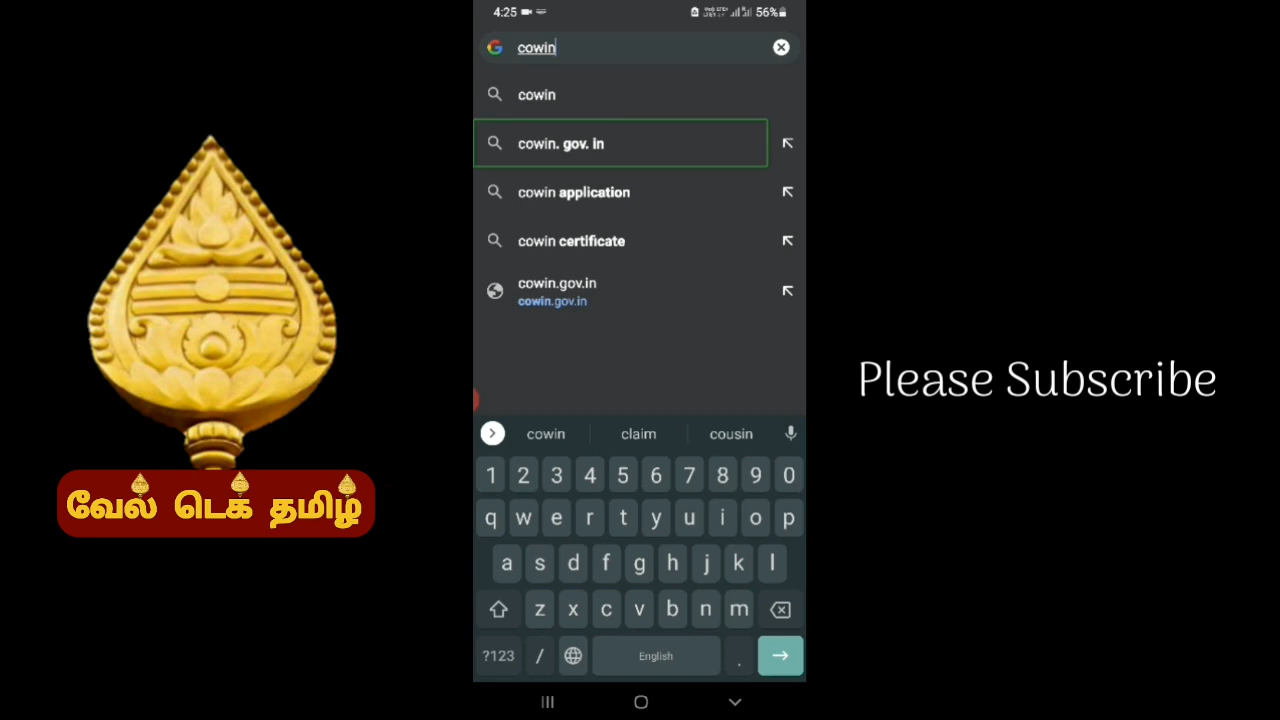 4:25
56%
cowin
cowin
cowin. gov. in
cowin application
cowin certificate
cowin.gov.in
cowin.gov.in
cowin claim cousin
1 2 3 4 5 6 7 8 9 0
q w e r t y u i o p
a s d f g h j k l
z x c v b n m
?123 / English .
வேல் டெக் தமிழ்
Please Subscribe